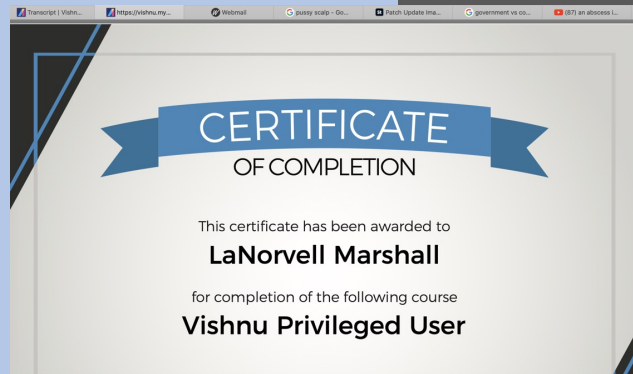 Transcript | Vishn...
https://vishnu.my...
Webmail
pussy scalp - Go...
Patch Update Ima...
government vs co...
(87) an abscess i...
CERTIFICATE
OF COMPLETION
This certificate has been awarded to
LaNorvell Marshall
for completion of the following course
Vishnu Privileged User